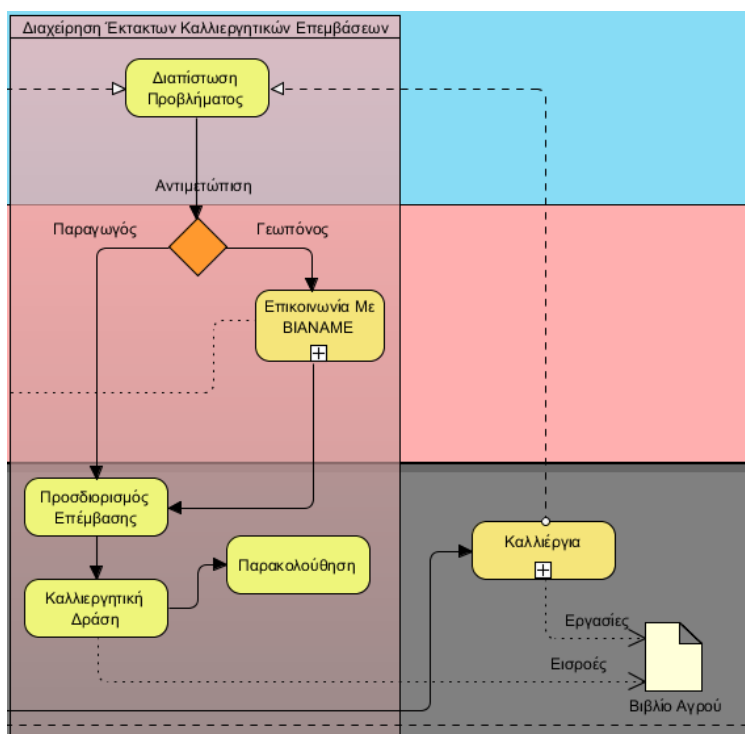 Διαχείρηση Έκτακτων Καλλιεργητικών Επεμβάσεων
Διαπίστωση
Προβλήματος
Αντιμετώπιση
Παραγωγός
Γεωπόνος
Επικοινωνία Με
BIANAME
Προσδιορισμός
Επέμβασης
Παρακολούθηση
Καλλιέργια
Καλλιεργητική
Δράση
Εργασίες
Εισροές
Βιβλίο Αγρού